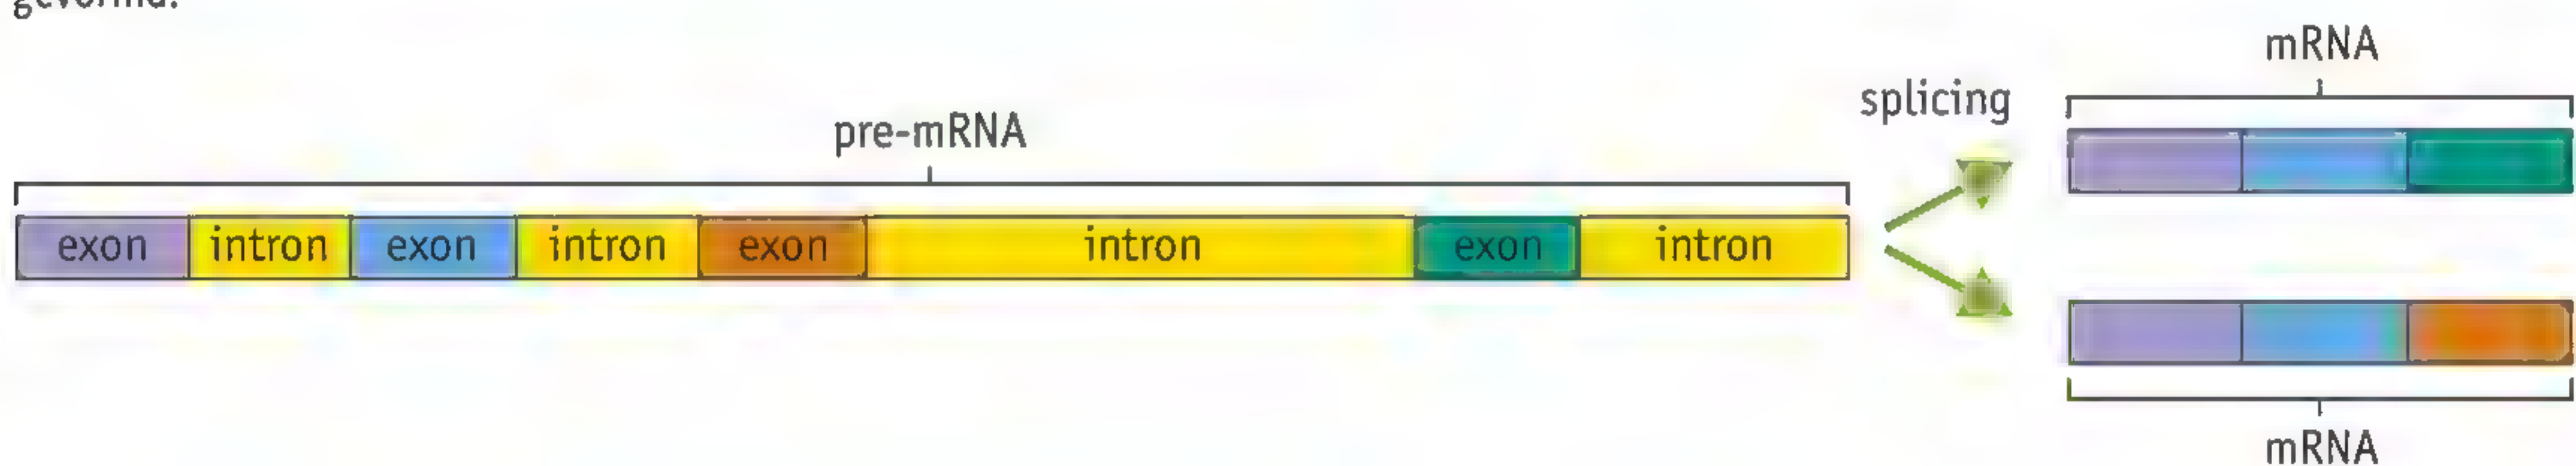 mRNA
splicing
pre-mRNA
exon intron exon intron exon intron exon intron
mRNA